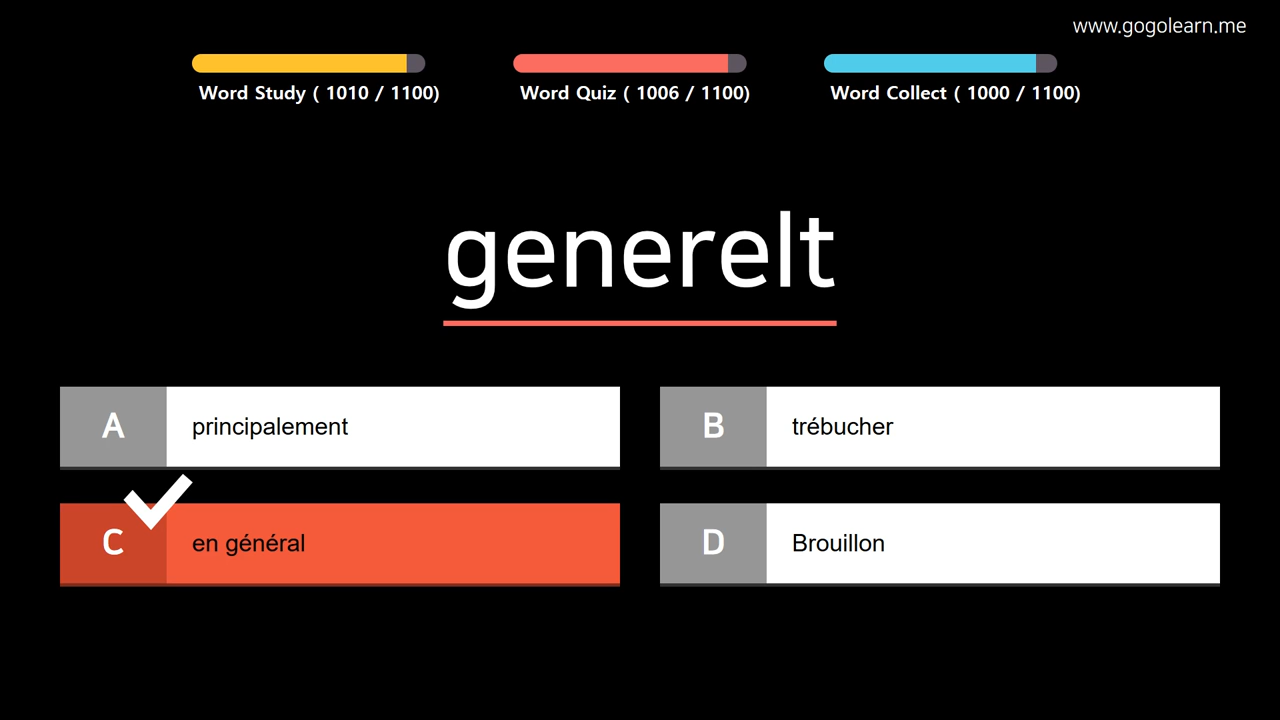 www.gogolearn.me
Word Study ( 1010 / 1100)
Word Quiz ( 1006 / 1100)
Word Collect ( 1000 / 1100)
generelt
A principalement
B trébucher
C en général
D Brouillon